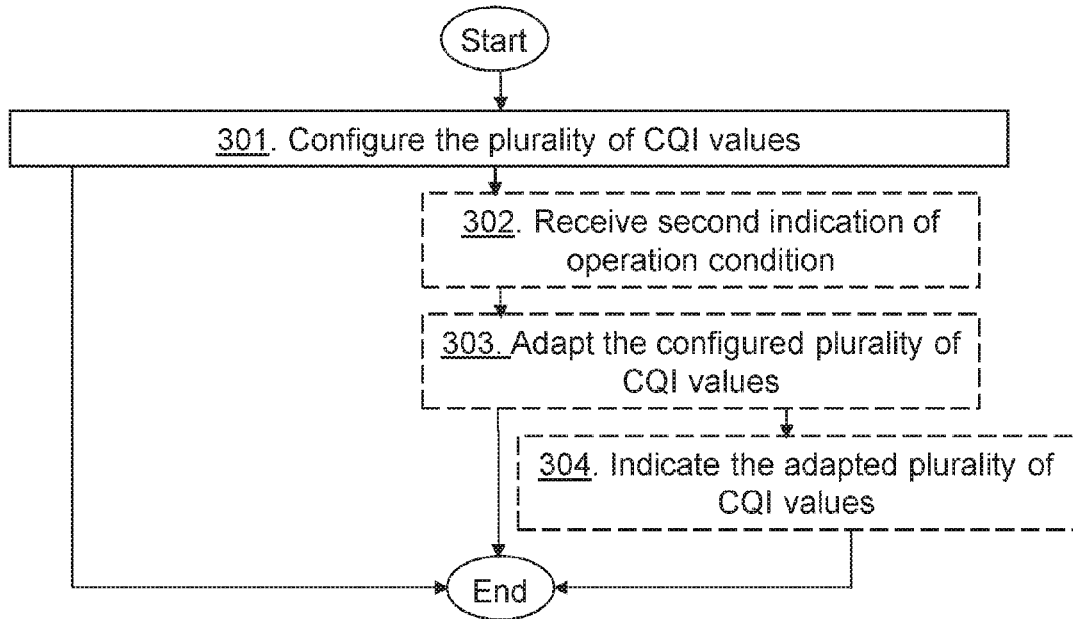 Start
301. Configure the plurality of CQI values
302. Receive second indication of
operation condition
303. Adapt the configured plurality of
CQI values
304. Indicate the adapted plurality of
CQI values
End